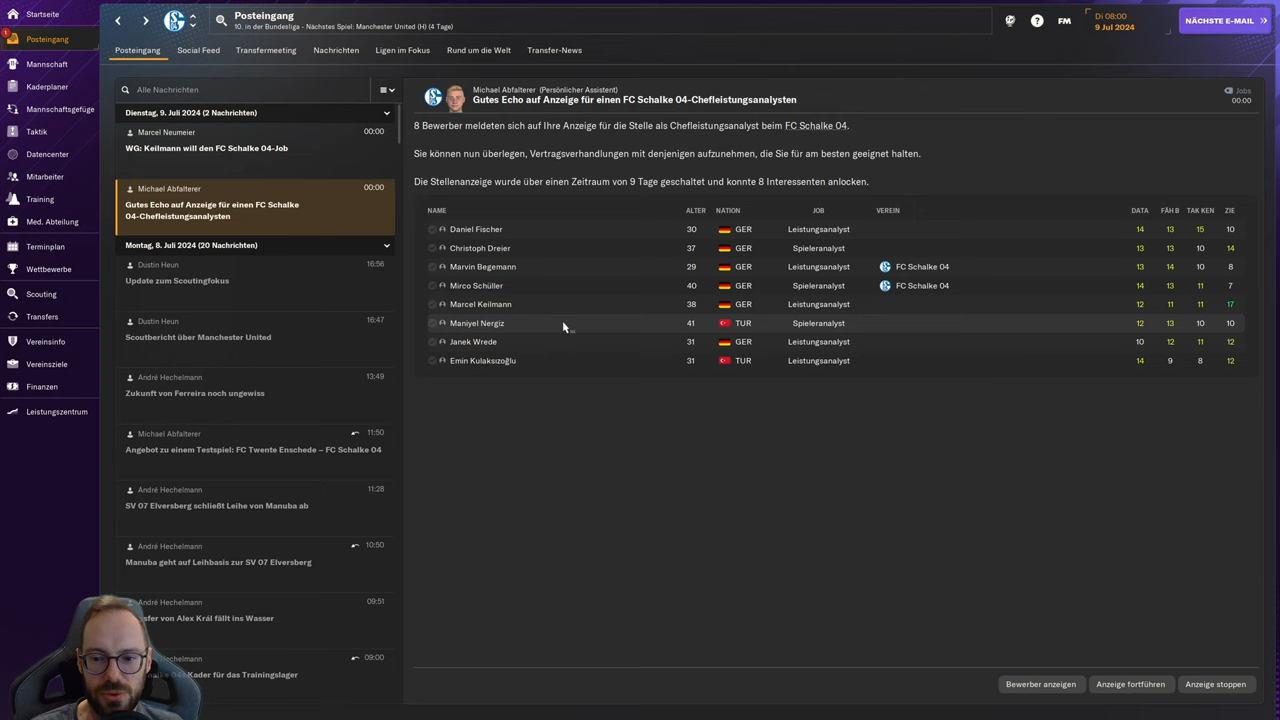 Startseite
Posteingang
1
Mannschaft
Kaderplaner
Mannschaftsgefüge
Taktik
Datencenter
Mitarbeiter
Training
Med. Abteilung
Terminplan
Wettbewerbe
Scouting
Transfers
Vereinsinfo
Vereinsziele
Finanzen
Leistungszentrum
Posteingang
10. in der Bundesliga - Nächstes Spiel: Manchester United (H) (4 Tage)
FM
Di 08:00
9 Jul 2024
NÄCHSTE E-MAIL
Posteingang Social Feed Transfermeeting Nachrichten Ligen im Fokus Rund um die Welt Transfer-News
Alle Nachrichten
Dienstag, 9. Juli 2024 (2 Nachrichten)
Marcel Neumeier 00:00
WG: Keilmann will den FC Schalke 04-Job
Michael Abfalterer 00:00
Gutes Echo auf Anzeige für einen FC Schalke
04-Chefleistungsanalysten
Montag, 8. Juli 2024 (20 Nachrichten)
Dustin Heun 16:56
Update zum Scoutingfokus
Dustin Heun 16:47
Scoutbericht über Manchester United
André Hechelmann 13:49
Zukunft von Ferreira noch ungewiss
Michael Abfalterer 11:50
Angebot zu einem Testspiel: FC Twente Enschede – FC Schalke 04
André Hechelmann 11:28
SV 07 Elversberg schließt Leihe von Manuba ab
André Hechelmann 10:50
Manuba geht auf Leihbasis zur SV 07 Elversberg
André Hechelmann 09:51
sfer von Alex Král fällt ins Wasser
Hechelmann 09:00
alke 04: Kader für das Trainingslager
Michael Abfalterer (Persönlicher Assistent)
Gutes Echo auf Anzeige für einen FC Schalke 04-Chefleistungsanalysten
Jobs
00:00
8 Bewerber meldeten sich auf Ihre Anzeige für die Stelle als Chefleistungsanalyst beim FC Schalke 04.
Sie können nun überlegen, Vertragsverhandlungen mit denjenigen aufzunehmen, die Sie für am besten geeignet halten.
Die Stellenanzeige wurde über einen Zeitraum von 9 Tage geschaltet und konnte 8 Interessenten anlocken.
NAME ALTER NATION JOB VEREIN DATA FÄH B TAK KEN ZIE
Daniel Fischer 30 GER Leistungsanalyst 14 13 15 10
Christoph Dreier 37 GER Spieleranalyst 13 13 10 14
Marvin Begemann 29 GER Leistungsanalyst FC Schalke 04 13 14 10 8
Mirco Schüller 40 GER Spieleranalyst FC Schalke 04 14 13 11 7
Marcel Keilmann 38 GER Leistungsanalyst 12 11 11 17
Maniyel Nergiz 41 TUR Spieleranalyst 12 13 10 10
Janek Wrede 31 GER Leistungsanalyst 10 12 11 12
Emin Kulaksızoğlu 31 TUR Leistungsanalyst 14 9 8 12
Bewerber anzeigen Anzeige fortführen Anzeige stoppen